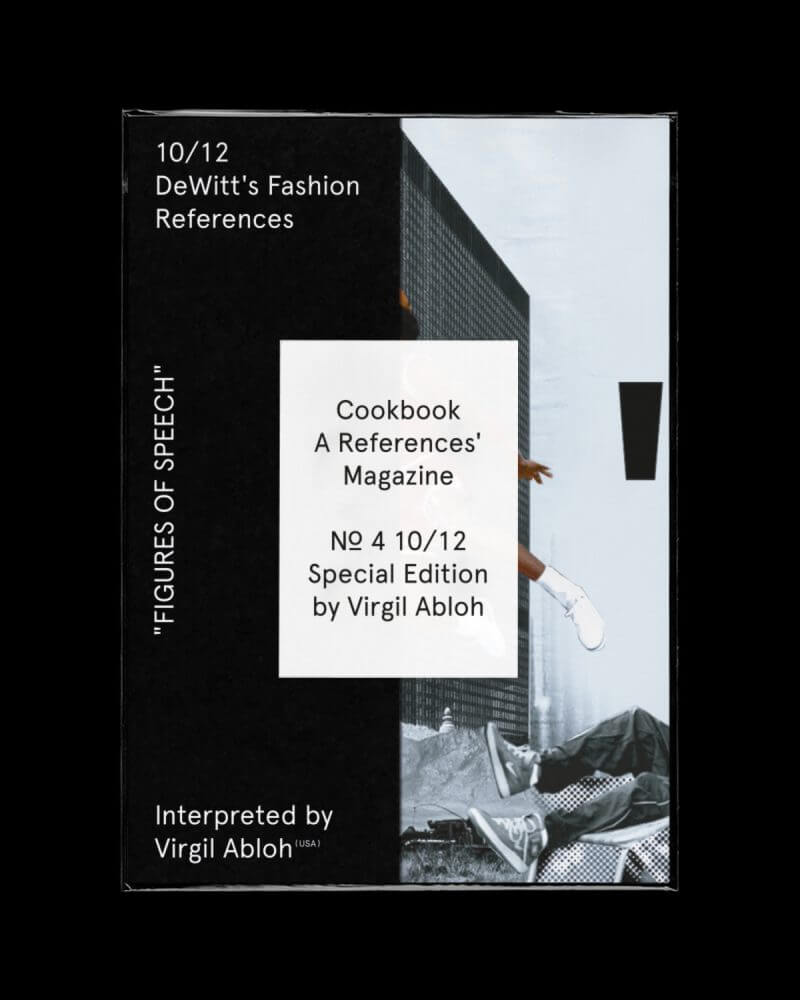 10/12
DeWitt's Fashion
References
"FIGURES OF SPEECH"
Cookbook
A References'
Magazine
Nº 4 10/12
Special Edition
by Virgil Abloh
Interpreted by
Virgil Abloh (USA)